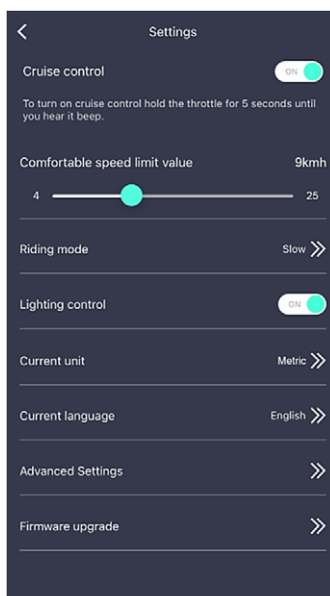 Settings
Cruise control
ON
To turn on cruise control hold the throttle for 5 seconds until
you hear it beep.
Comfortable speed limit value 9kmh
4 25
Riding mode Slow
Lighting control ON
Current unit Metric
Current language English
Advanced Settings
Firmware upgrade